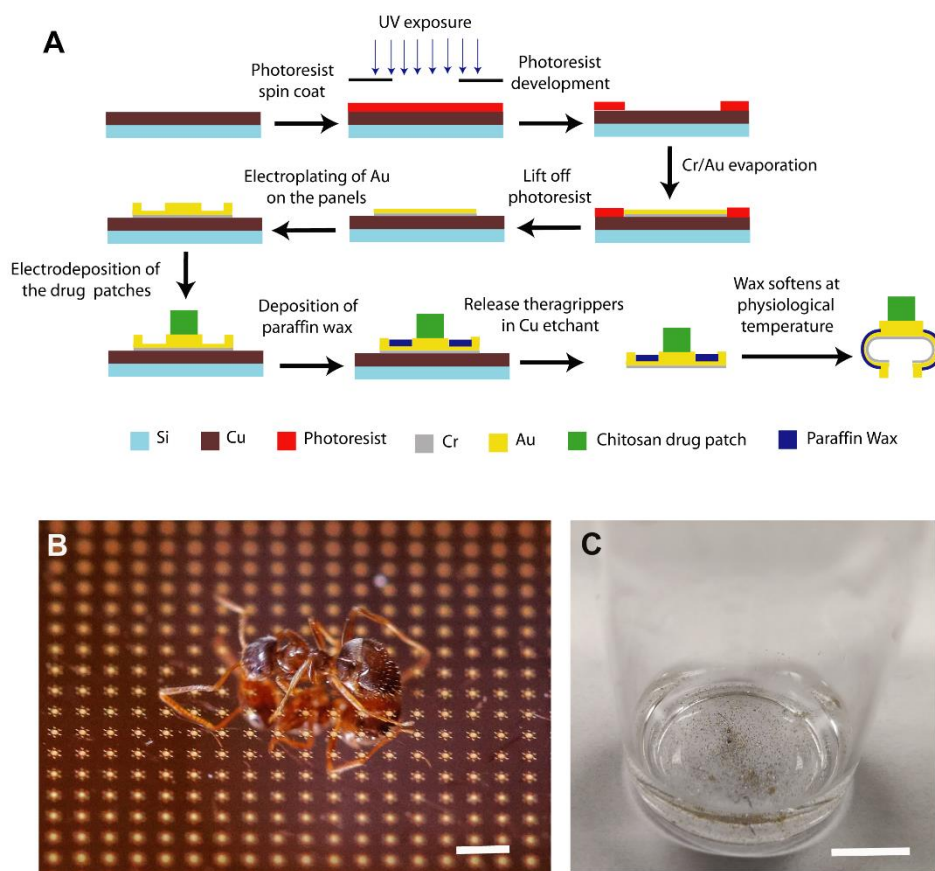 A
UV exposure
Photoresist
spin coat
Photoresist
development
Cr/Au evaporation
Lift off
photoresist
Electroplating of Au
on the panels
Electrodeposition of
the drug patches
Deposition of
paraffin wax
Release theragrippers
in Cu etchant
Wax softens at
physiological
temperature
Si
Cu
Photoresist
Cr
Au
Chitosan drug patch
Paraffin Wax
B
C